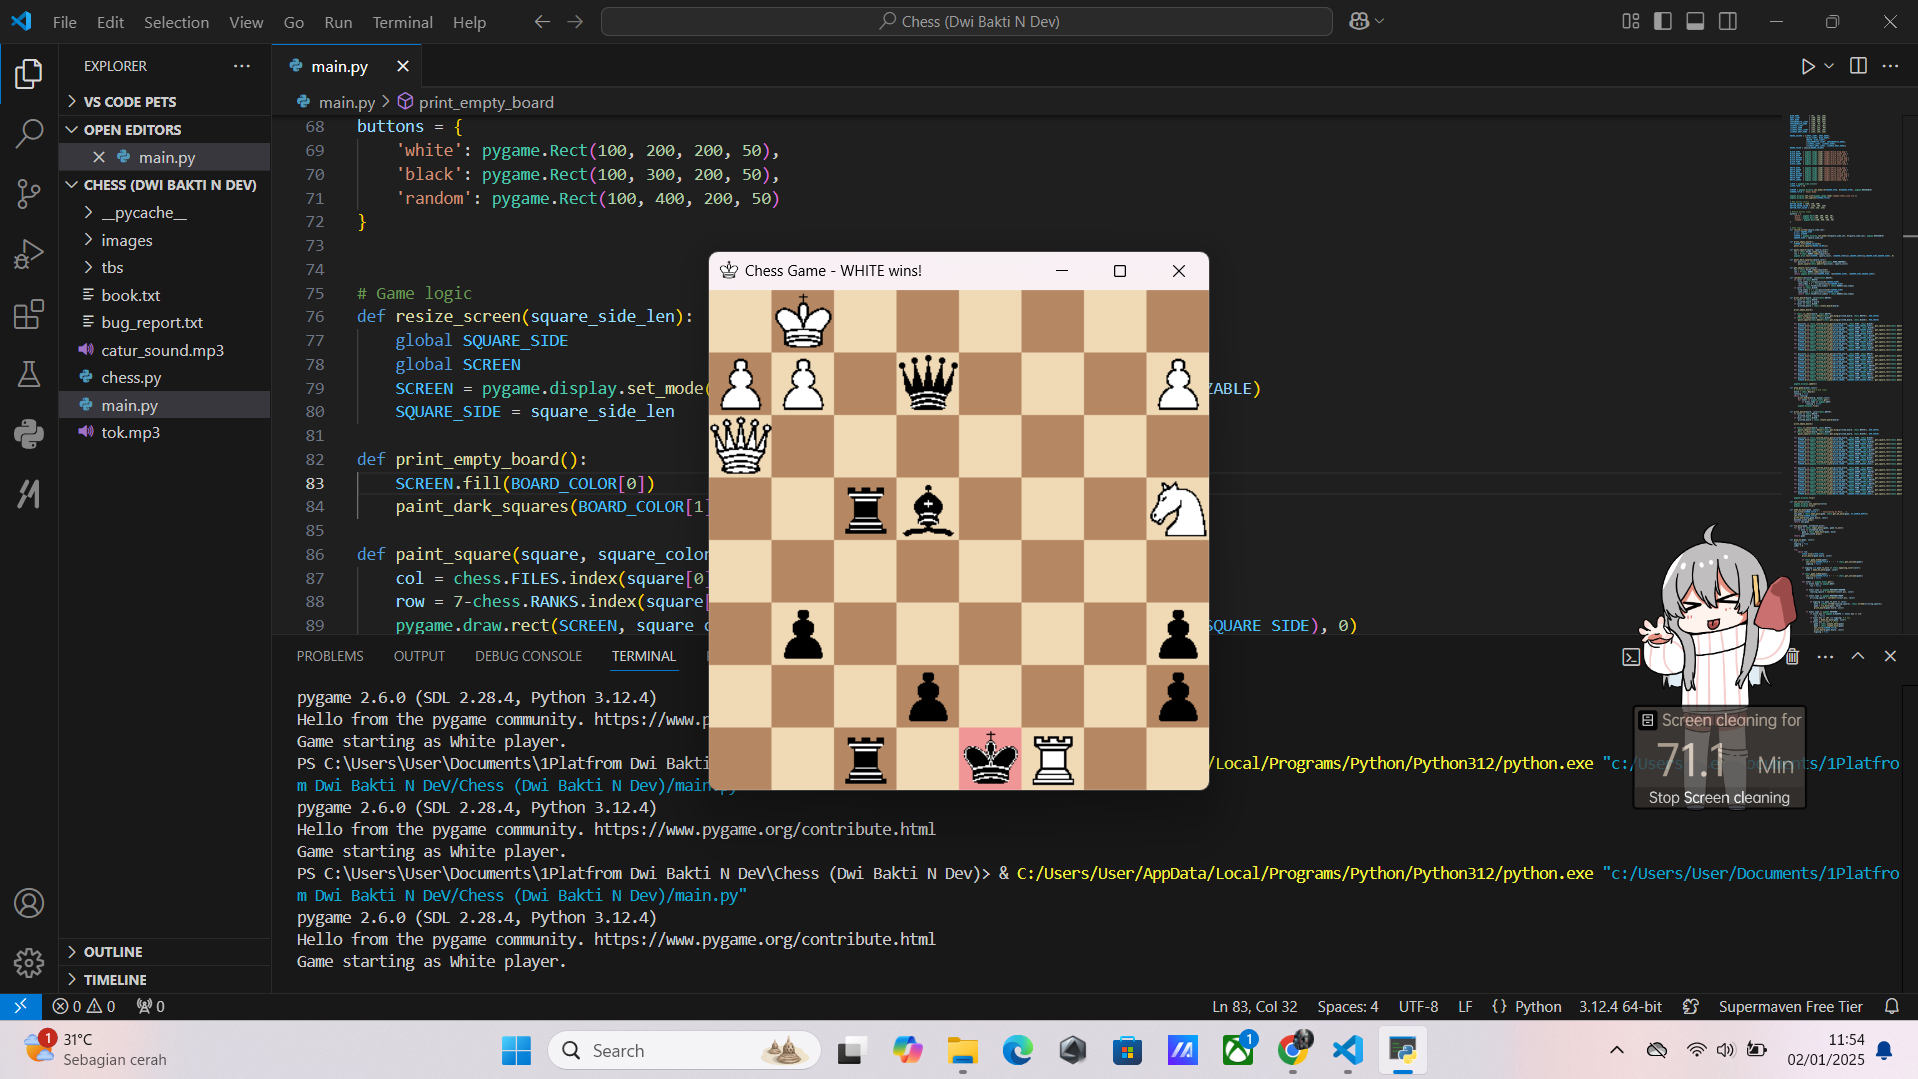 File Edit Selection View Go Run Terminal Help
Chess (Dwi Bakti N Dev)
EXPLORER
VS CODE PETS
OPEN EDITORS
main.py
CHESS (DWI BAKTI N DEV)
__pycache__
images
tbs
book.txt
bug_report.txt
catur_sound.mp3
chess.py
main.py
tok.mp3
OUTLINE
TIMELINE
main.py
main.py print_empty_board
68 buttons = {
69 'white': pygame.Rect(100, 200, 200, 50),
70 'black': pygame.Rect(100, 300, 200, 50),
71 'random': pygame.Rect(100, 400, 200, 50)
72 }
73
74
75 # Game logic
76 def resize_screen(square_side_len):
77 global SQUARE_SIDE
78 global SCREEN
79 SCREEN = pygame.display.set_mode( ZABLE)
80 SQUARE_SIDE = square_side_len
81
82 def print_empty_board():
83 SCREEN.fill(BOARD_COLOR[0])
84 paint_dark_squares(BOARD_COLOR[1]
85
86 def paint_square(square, square_color
87 col = chess.FILES.index(square[0]
88 row = 7-chess.RANKS.index(square[
89 pygame.draw.rect(SCREEN, square_c SQUARE_SIDE), 0)
Chess Game - WHITE wins!
PROBLEMS OUTPUT DEBUG CONSOLE TERMINAL
pygame 2.6.0 (SDL 2.28.4, Python 3.12.4)
Hello from the pygame community. https://www.p
Game starting as White player.
PS C:\Users\User\Documents\1Platfrom Dwi Bakti /Local/Programs/Python/Python312/python.exe "c:/Users/User/Documents/1Platfro
m Dwi Bakti N DeV/Chess (Dwi Bakti N Dev)/main.py"
pygame 2.6.0 (SDL 2.28.4, Python 3.12.4)
Hello from the pygame community. https://www.pygame.org/contribute.html
Game starting as White player.
PS C:\Users\User\Documents\1Platfrom Dwi Bakti N DeV\Chess (Dwi Bakti N Dev)> & C:/Users/User/AppData/Local/Programs/Python/Python312/python.exe "c:/Users/User/Documents/1Platfro
m Dwi Bakti N DeV/Chess (Dwi Bakti N Dev)/main.py"
pygame 2.6.0 (SDL 2.28.4, Python 3.12.4)
Hello from the pygame community. https://www.pygame.org/contribute.html
Game starting as White player.
Screen cleaning for
71.1 Min
Stop Screen cleaning
0 0 0
Ln 83, Col 32 Spaces: 4 UTF-8 LF {} Python 3.12.4 64-bit Supermaven Free Tier
1
31°C
Sebagian cerah
Search
1
11:54
02/01/2025